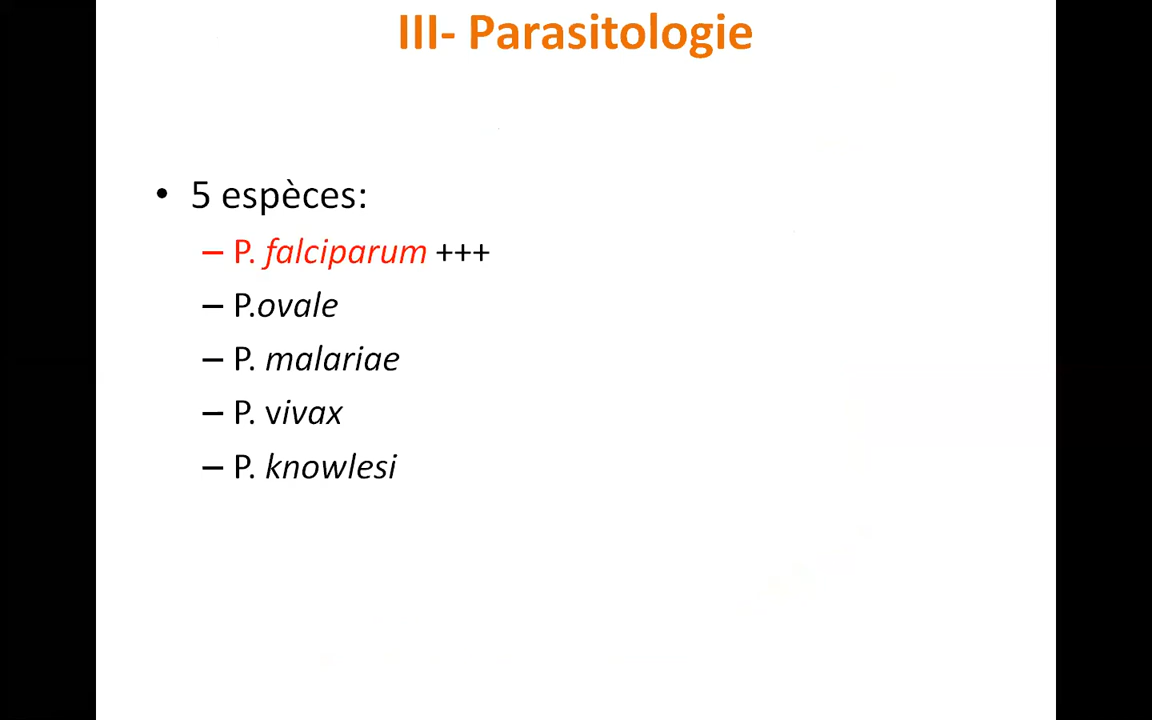 III- Parasitologie
• 5 espèces:
– P. falciparum +++
– P.ovale
– P. malariae
– P. vivax
– P. knowlesi